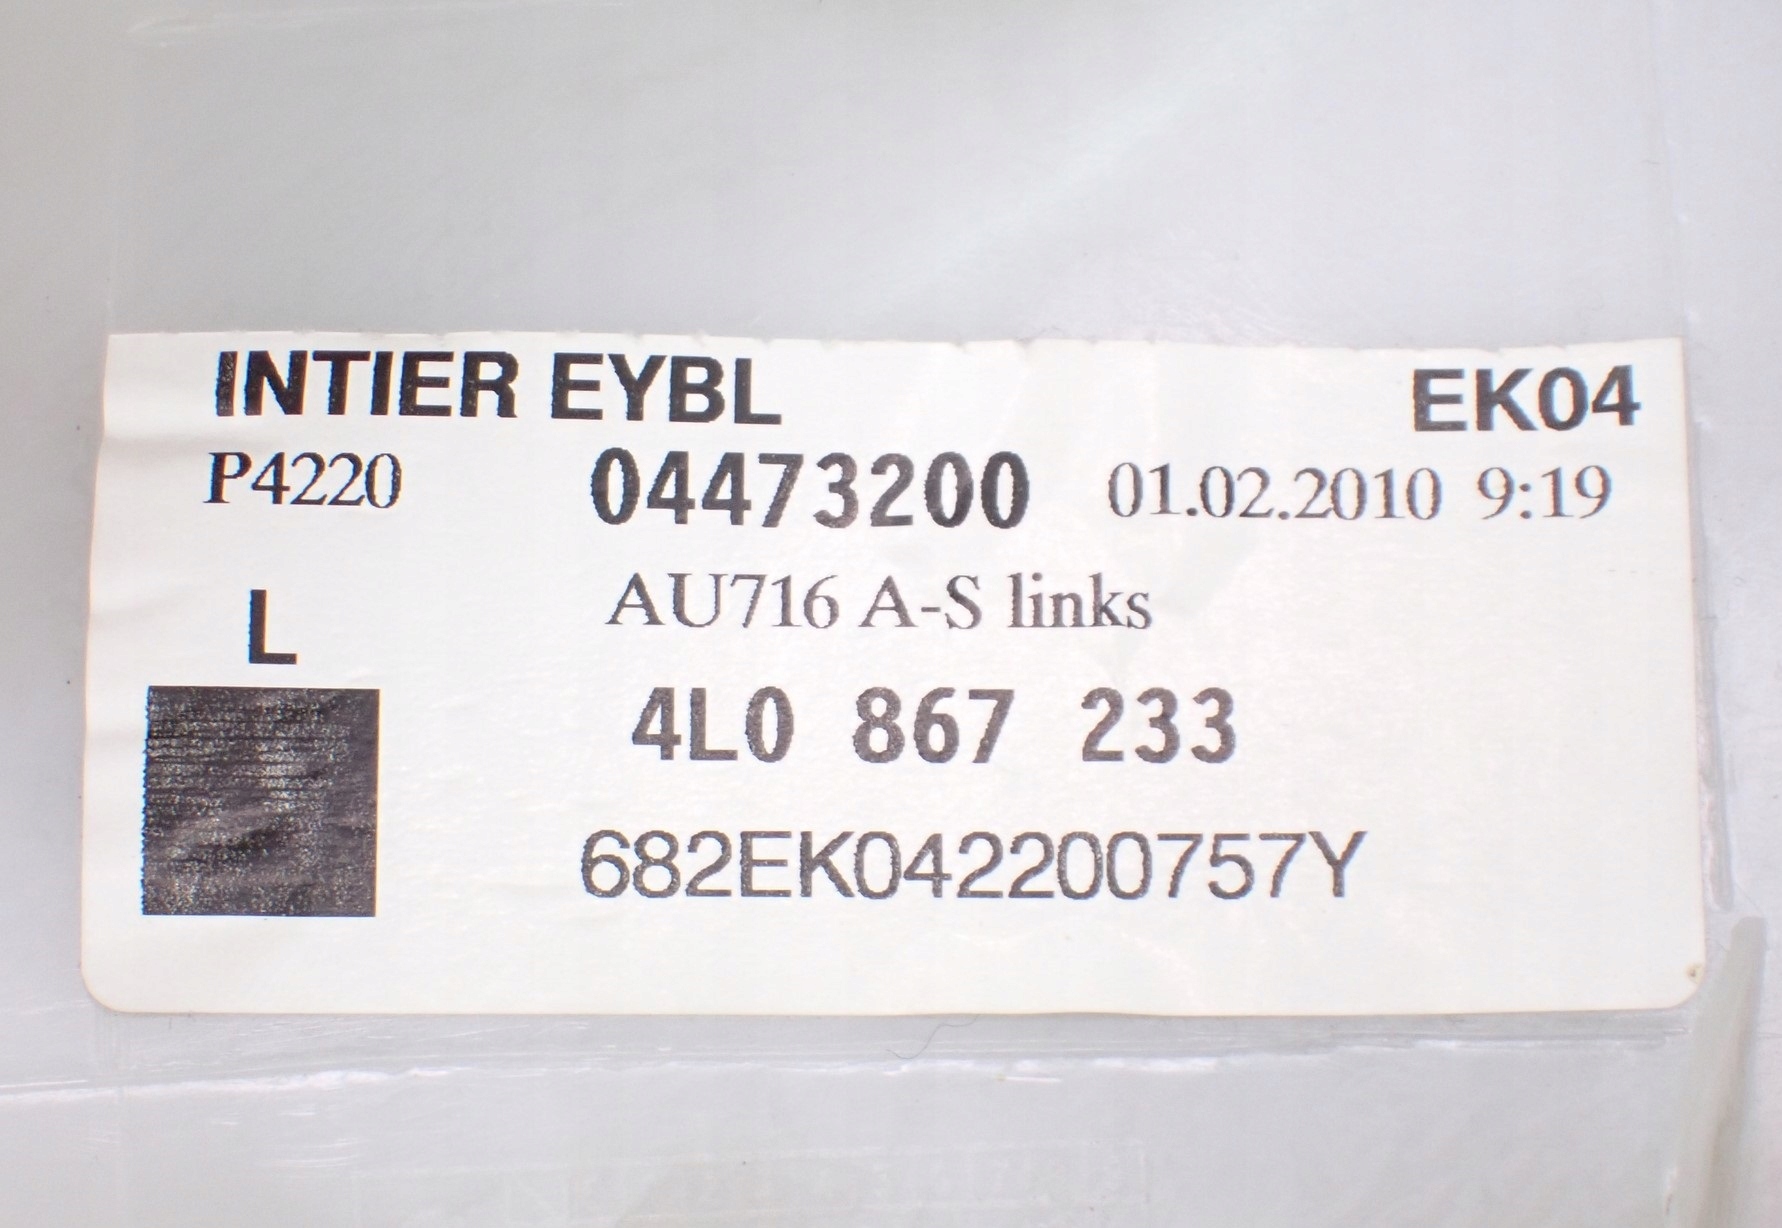 INTIER EYBL EK04
P4220 04473200 01.02.2010 9:19
AU716 A-S links
L
4L0 867 233
682EK042200757Y